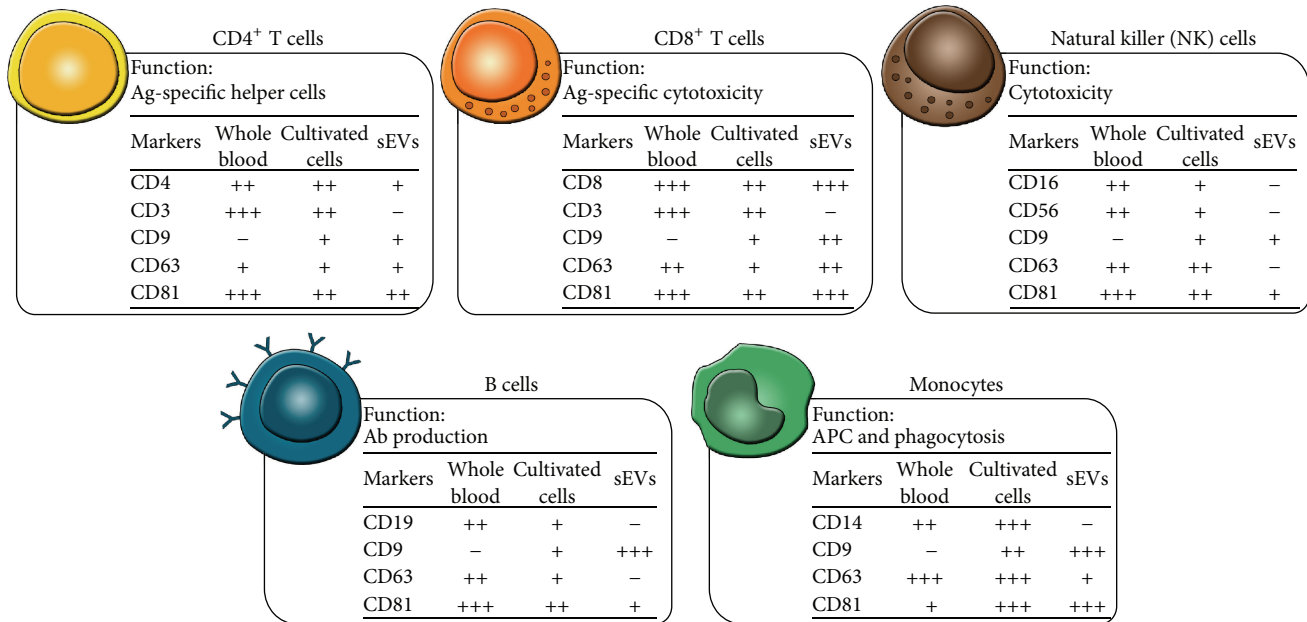 CD4⁺ T cells
Function:
Ag-specific helper cells
Markers Whole blood Cultivated cells sEVs
CD4 ++ ++ +
CD3 +++ ++ −
CD9 − + +
CD63 + + +
CD81 +++ ++ ++
CD8⁺ T cells
Function:
Ag-specific cytotoxicity
Markers Whole blood Cultivated cells sEVs
CD8 +++ ++ +++
CD3 +++ ++ −
CD9 − + ++
CD63 ++ + ++
CD81 +++ ++ +++
Natural killer (NK) cells
Function:
Cytotoxicity
Markers Whole blood Cultivated cells sEVs
CD16 ++ + −
CD56 ++ + −
CD9 − + +
CD63 ++ ++ −
CD81 +++ ++ +
B cells
Function:
Ab production
Markers Whole blood Cultivated cells sEVs
CD19 ++ + −
CD9 − + +++
CD63 ++ + −
CD81 +++ ++ +
Monocytes
Function:
APC and phagocytosis
Markers Whole blood Cultivated cells sEVs
CD14 ++ +++ −
CD9 − ++ +++
CD63 +++ +++ +
CD81 + +++ +++